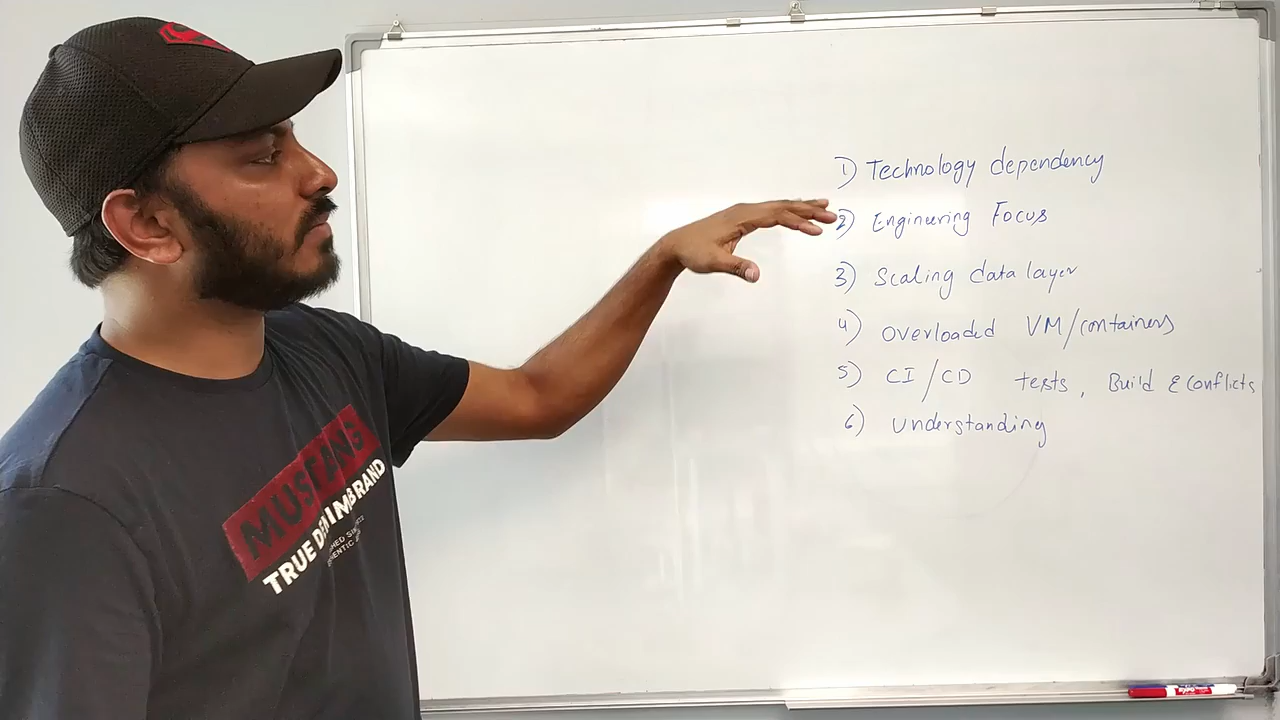 1) Technology dependency
2) Engineering Focus
3) Scaling data layer
4) Overloaded VM/containers
5) CI/CD tests, Build & conflicts
6) Understanding
MUSTANG
TRUE DENIM BRAND